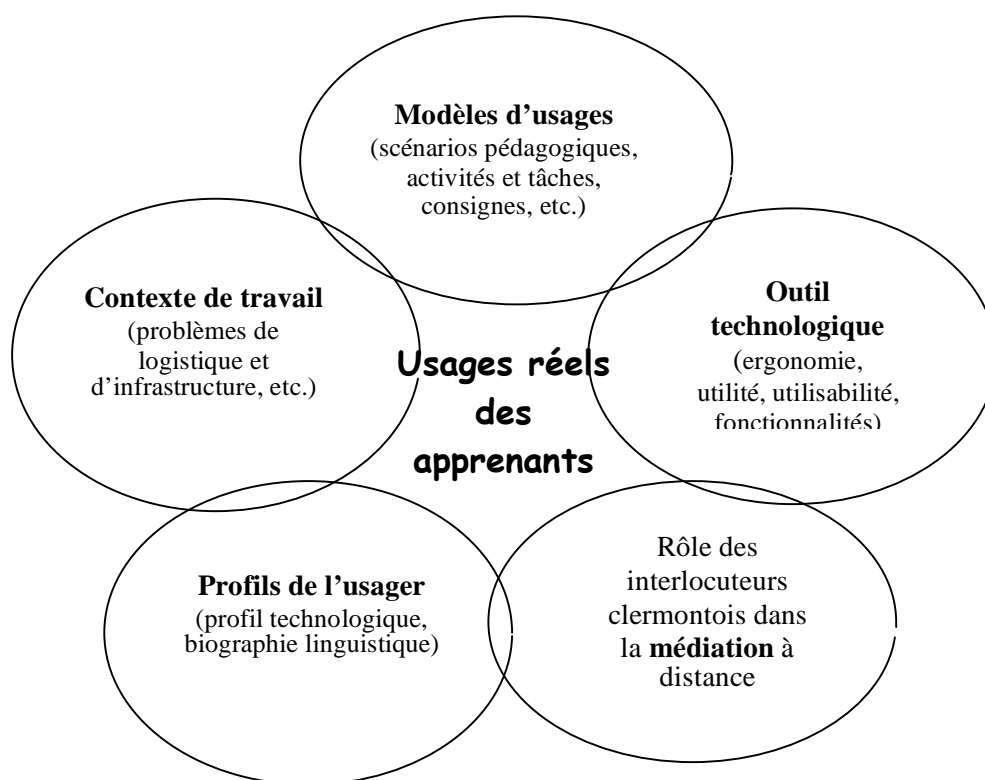 Modèles d’usages
(scénarios pédagogiques,
activités et tâches,
consignes, etc.)
Contexte de travail
(problèmes de
logistique et
d’infrastructure, etc.)
Outil
technologique
(ergonomie,
utilité, utilisabilité,
fonctionnalités)
Usages réels
des
apprenants
Profils de l’usager
(profil technologique,
biographie linguistique)
Rôle des
interlocuteurs
clermontois dans
la médiation à
distance